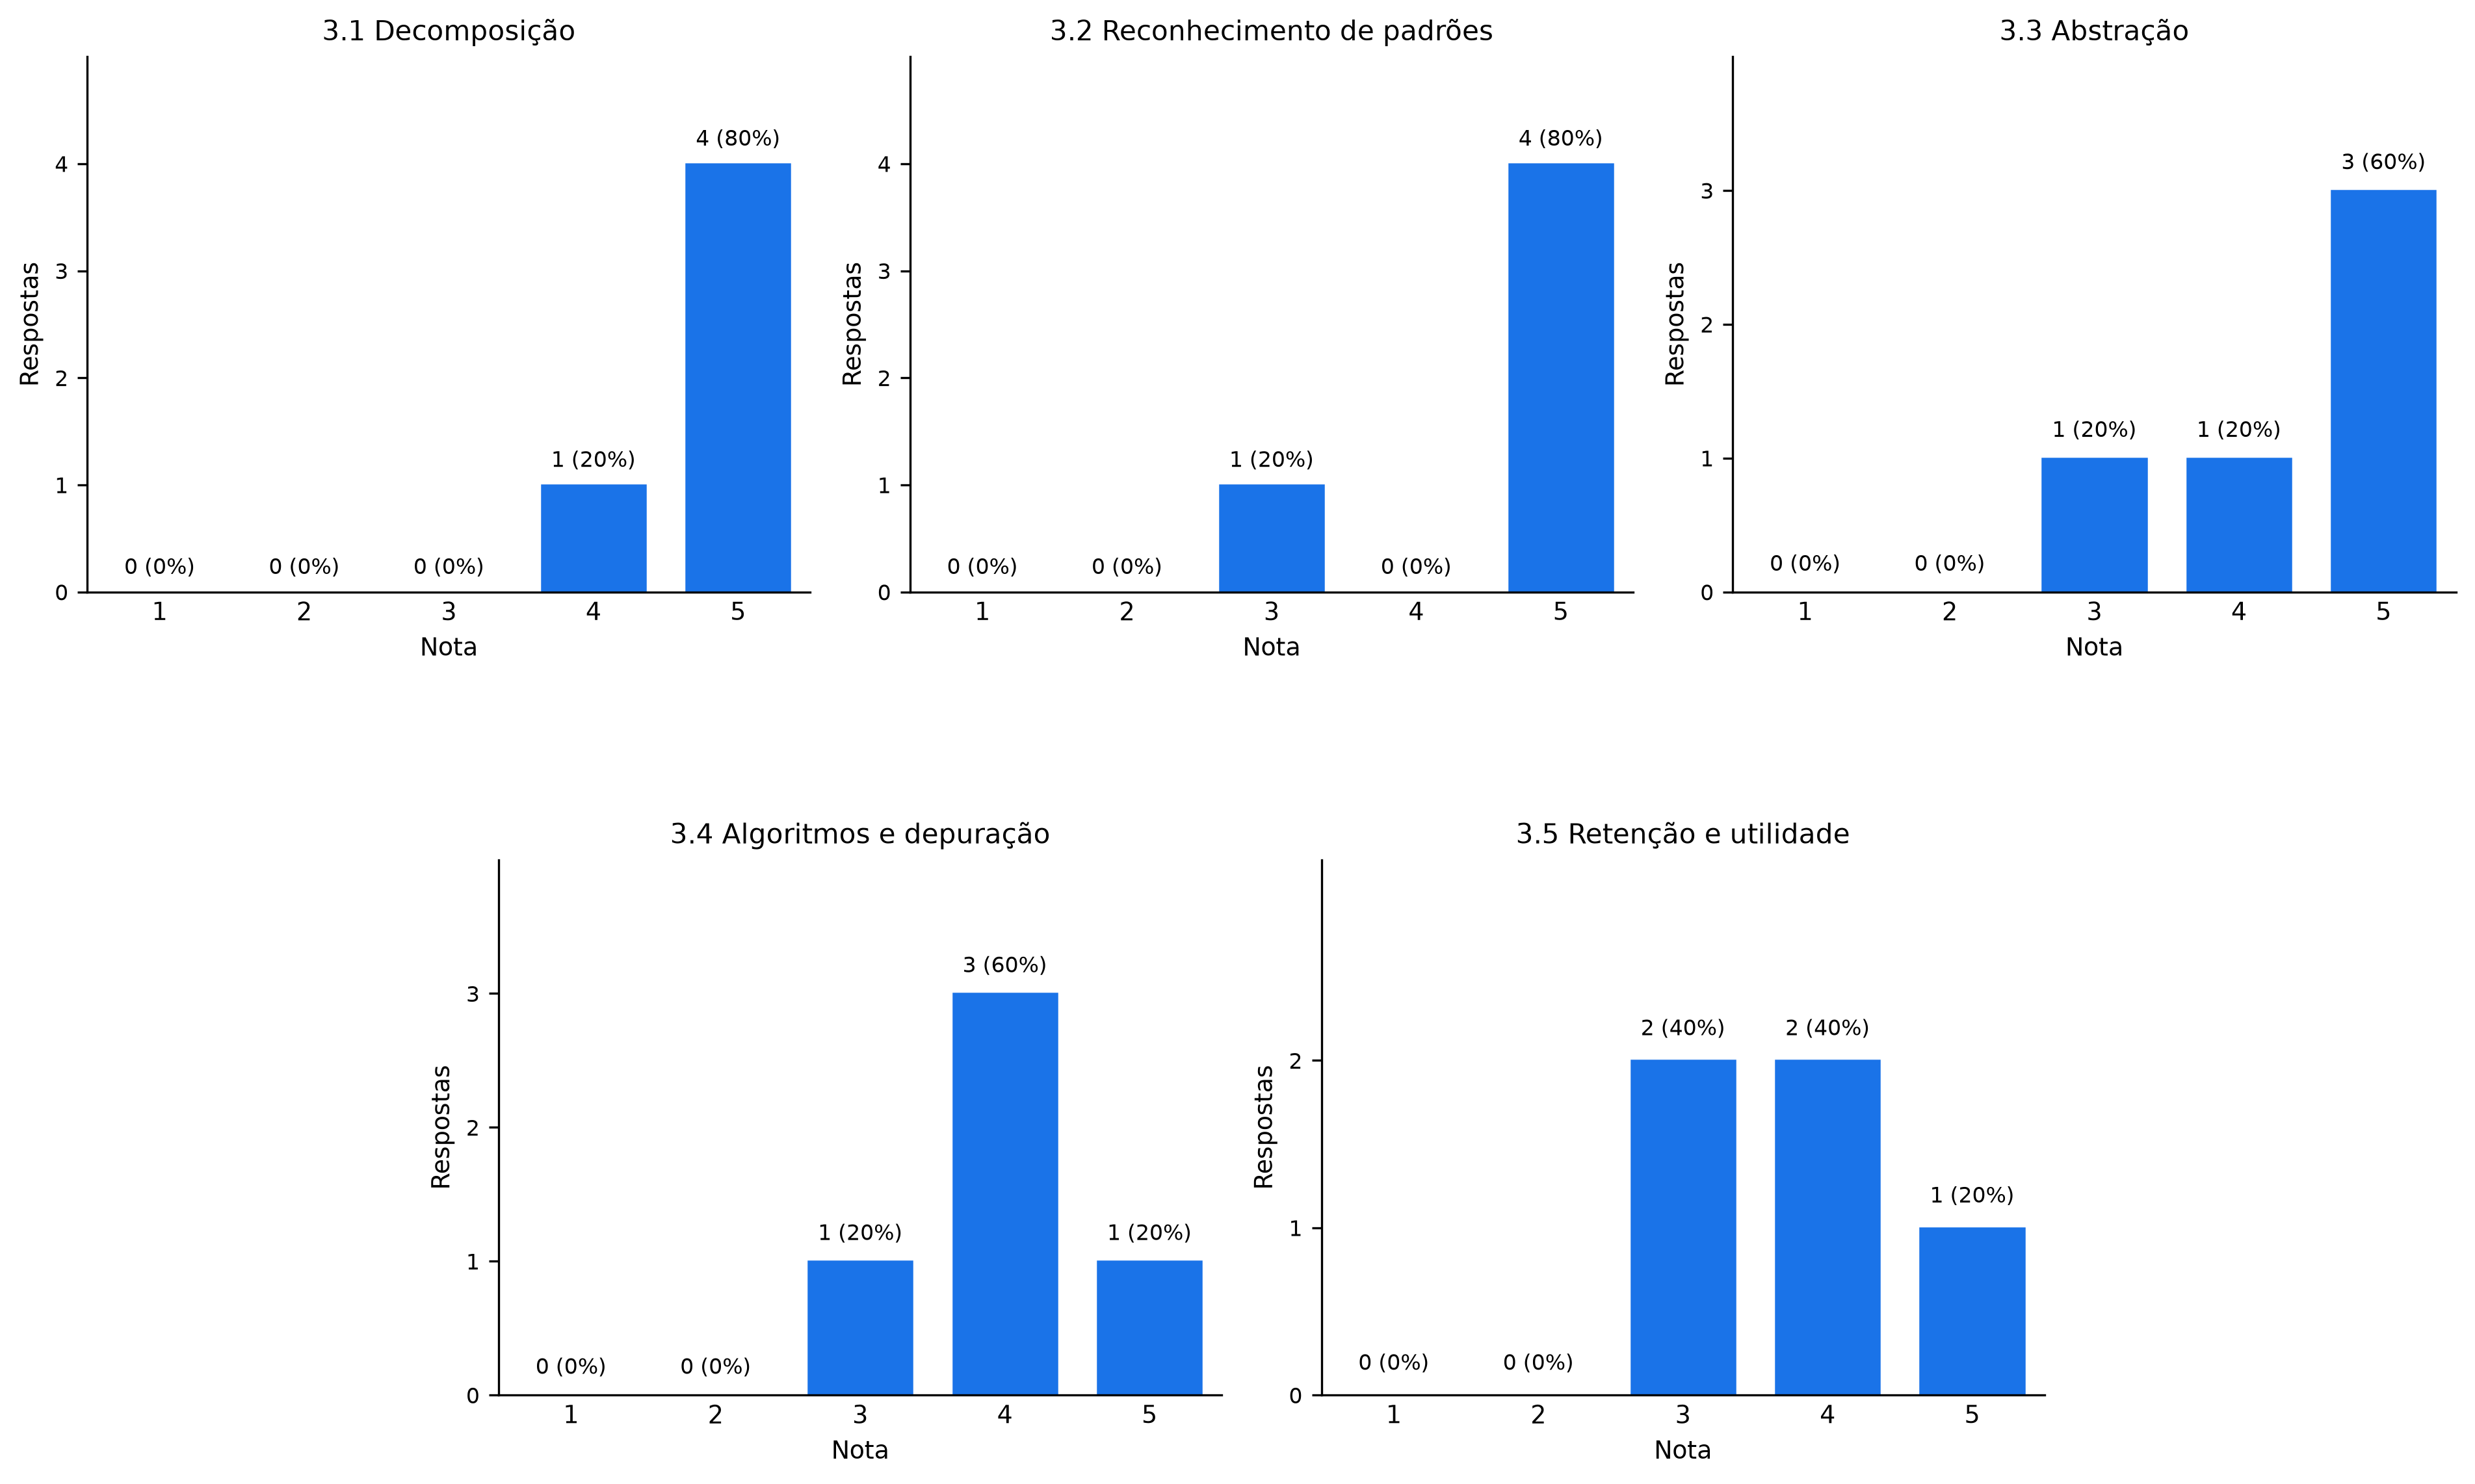 3.1 Decomposição
Respostas
4
3
2
1
0
0 (0%)
0 (0%)
0 (0%)
1 (20%)
4 (80%)
1 2 3 4 5
Nota
3.2 Reconhecimento de padrões
Respostas
4
3
2
1
0
0 (0%)
0 (0%)
1 (20%)
0 (0%)
4 (80%)
1 2 3 4 5
Nota
3.3 Abstração
Respostas
3
2
1
0
0 (0%)
0 (0%)
1 (20%)
1 (20%)
3 (60%)
1 2 3 4 5
Nota
3.4 Algoritmos e depuração
Respostas
3
2
1
0
0 (0%)
0 (0%)
1 (20%)
3 (60%)
1 (20%)
1 2 3 4 5
Nota
3.5 Retenção e utilidade
Respostas
2
1
0
0 (0%)
0 (0%)
2 (40%)
2 (40%)
1 (20%)
1 2 3 4 5
Nota